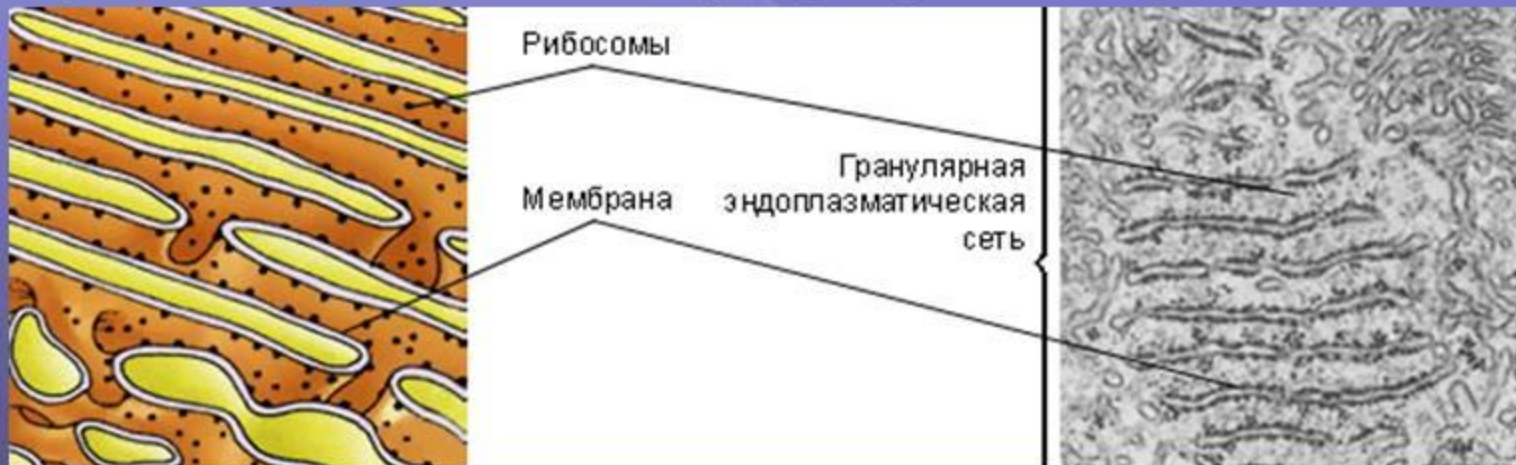 Рибосомы
Мембрана
Гранулярная
эндоплазматическая
сеть